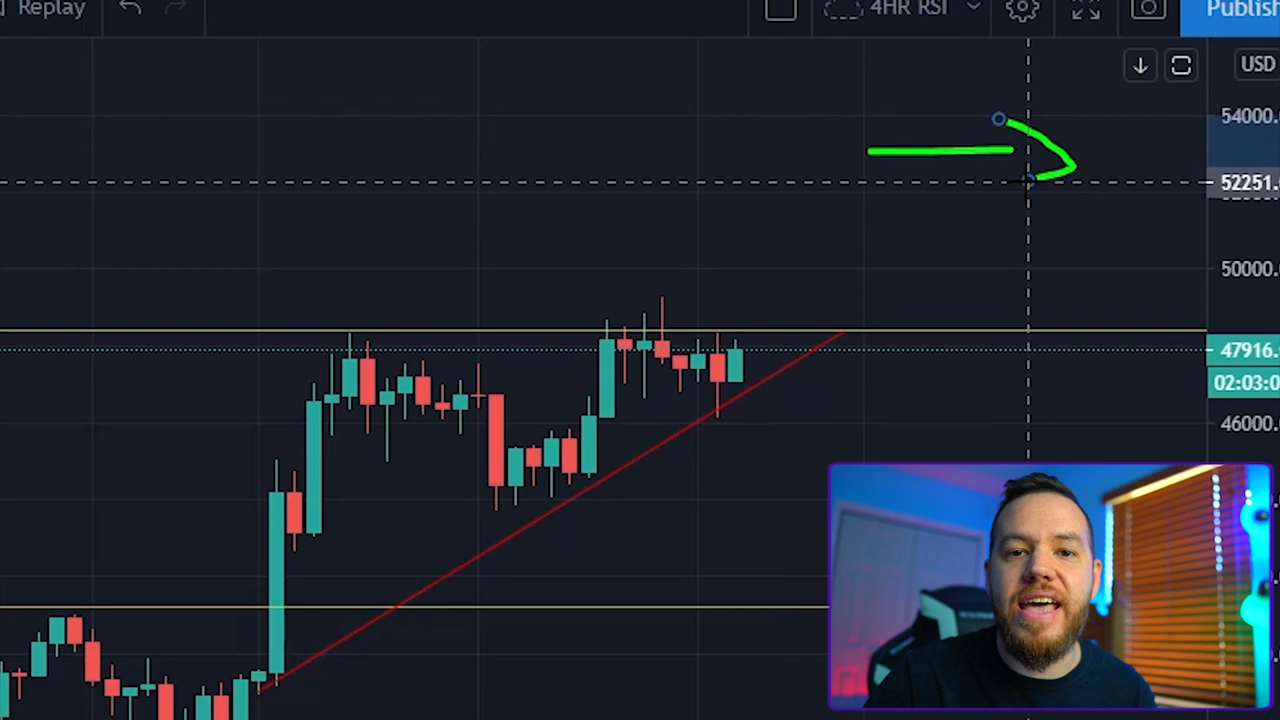 Replay
4HR RSI
Publish
USD
54000.
52251.
50000.
47916.
02:03:0
46000.